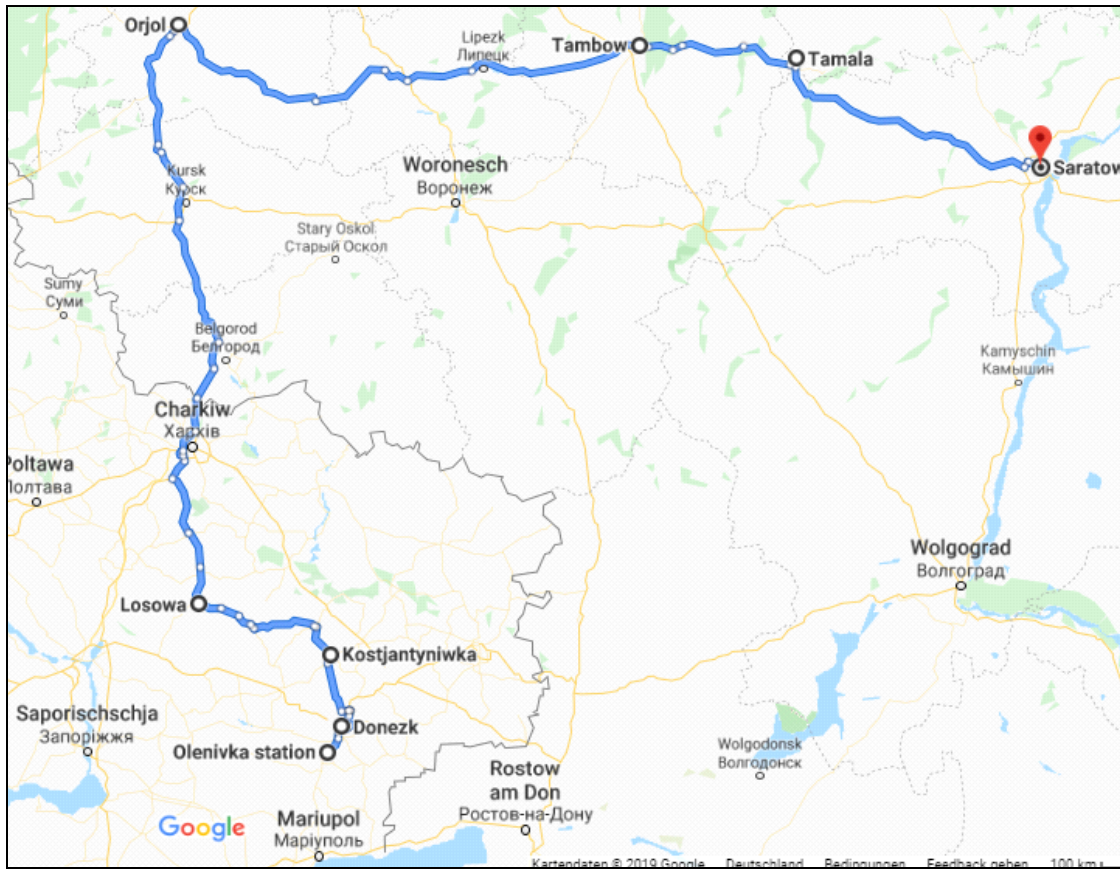 Orjol
Lipezk
Липецк
Tambow
Tamala
Saratow
Woronesch
Воронеж
Kursk
Курск
Stary Oskol
Старый Оскол
Sumy
Суми
Belgorod
Белгород
Kamyschin
Камышин
Charkiw
Харків
Poltawa
Полтава
Wolgograd
Волгоград
Losowa
Kostjantyniwka
Saporischschja
Запоріжжя
Donezk
Olenivka station
Wolgodonsk
Волгодонск
Rostow
am Don
Ростов-на-Дону
Mariupol
Маріуполь
Google
Kartendaten © 2019 Google Deutschland Bedingungen Feedback geben 100 km